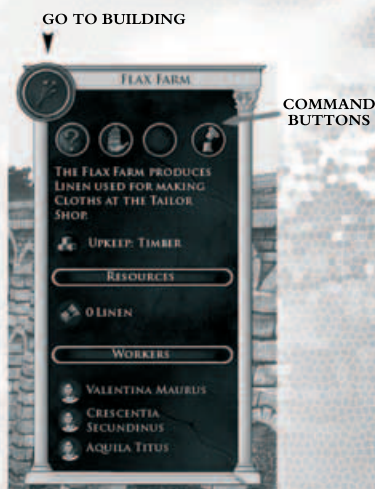 GO TO BUILDING
FLAX FARM
COMMAND
BUTTONS
THE FLAX FARM PRODUCES
LINEN USED FOR MAKING
CLOTHS AT THE TAILOR
SHOP.
UPKEEP: TIMBER
RESOURCES
0 LINEN
WORKERS
VALENTINA MAURUS
CRESCENTIA
SECUNDINUS
AQUILA TITUS